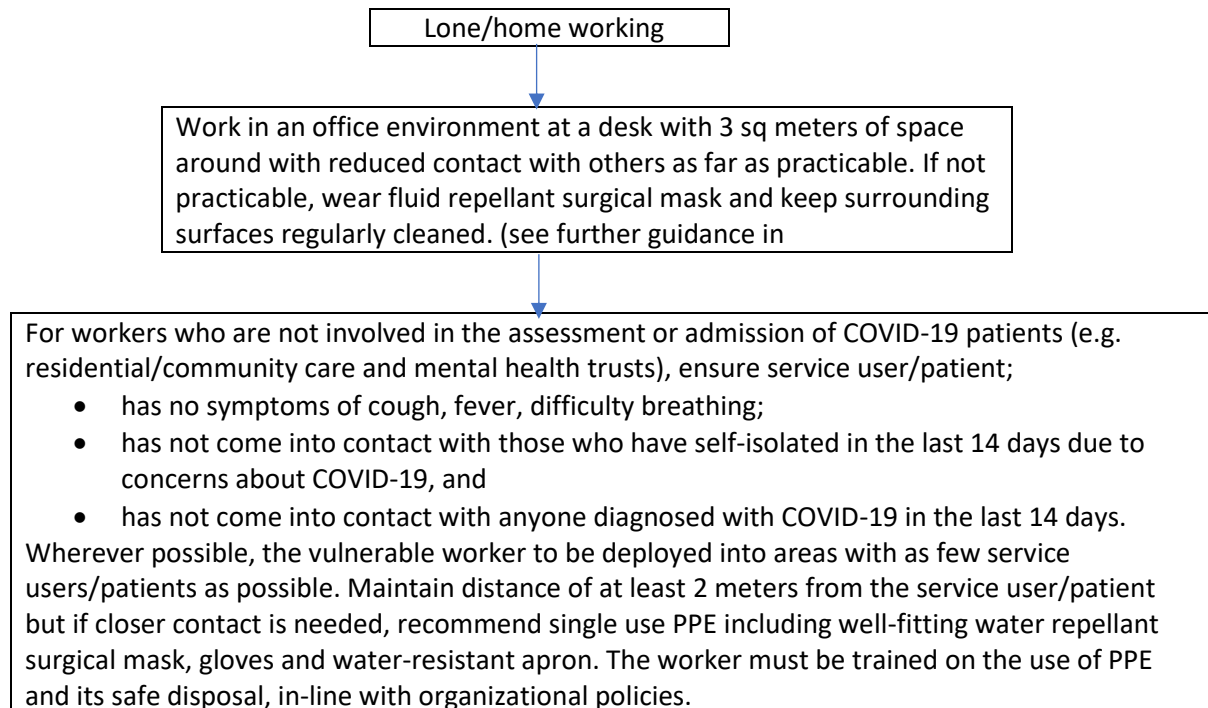 Lone/home working
Work in an office environment at a desk with 3 sq meters of space
around with reduced contact with others as far as practicable. If not
practicable, wear fluid repellant surgical mask and keep surrounding
surfaces regularly cleaned. (see further guidance in
For workers who are not involved in the assessment or admission of COVID-19 patients (e.g.
residential/community care and mental health trusts), ensure service user/patient;
• has no symptoms of cough, fever, difficulty breathing;
• has not come into contact with those who have self-isolated in the last 14 days due to
concerns about COVID-19, and
• has not come into contact with anyone diagnosed with COVID-19 in the last 14 days.
Wherever possible, the vulnerable worker to be deployed into areas with as few service
users/patients as possible. Maintain distance of at least 2 meters from the service user/patient
but if closer contact is needed, recommend single use PPE including well-fitting water repellant
surgical mask, gloves and water-resistant apron. The worker must be trained on the use of PPE
and its safe disposal, in-line with organizational policies.